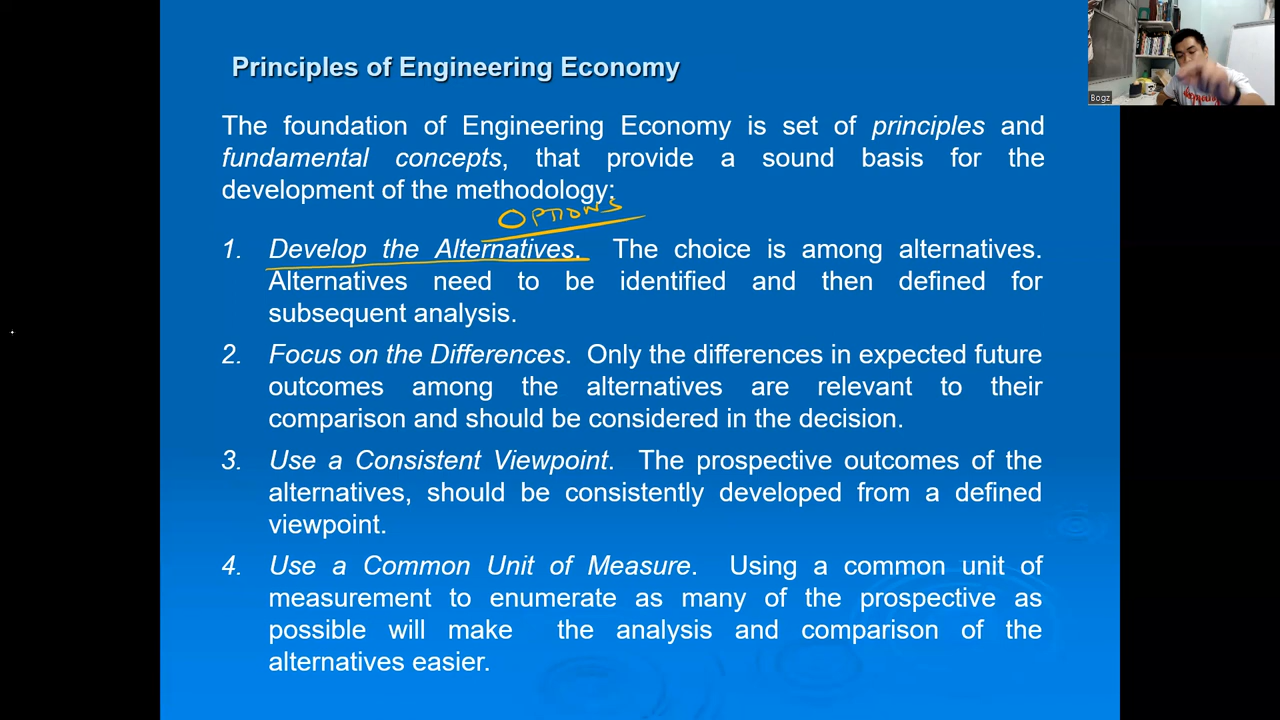 Principles of Engineering Economy
Bogz
The foundation of Engineering Economy is set of principles and
fundamental concepts, that provide a sound basis for the
development of the methodology:
OPTIONS
1. Develop the Alternatives. The choice is among alternatives.
Alternatives need to be identified and then defined for
subsequent analysis.
2. Focus on the Differences. Only the differences in expected future
outcomes among the alternatives are relevant to their
comparison and should be considered in the decision.
3. Use a Consistent Viewpoint. The prospective outcomes of the
alternatives, should be consistently developed from a defined
viewpoint.
4. Use a Common Unit of Measure. Using a common unit of
measurement to enumerate as many of the prospective as
possible will make the analysis and comparison of the
alternatives easier.